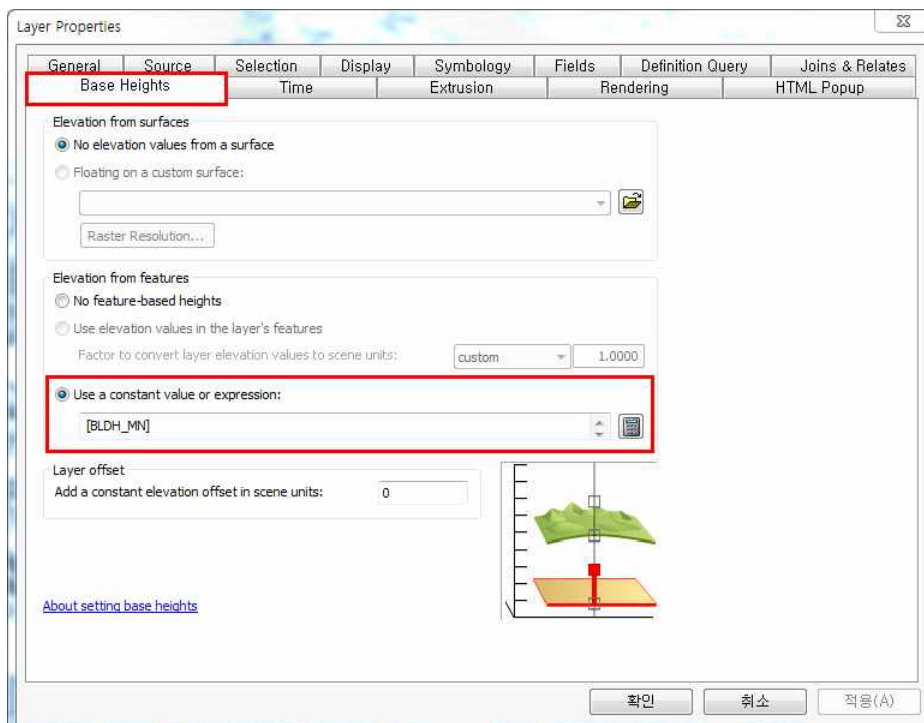 Layer Properties
General Source Selection Display Symbology Fields Definition Query Joins & Relates
Base Heights Time Extrusion Rendering HTML Popup
Elevation from surfaces
No elevation values from a surface
Floating on a custom surface:
Raster Resolution...
Elevation from features
No feature-based heights
Use elevation values in the layer's features
Factor to convert layer elevation values to scene units: custom 1.0000
Use a constant value or expression:
[BLDH_MN]
Layer offset
Add a constant elevation offset in scene units: 0
About setting base heights
확인 취소 적용(A)